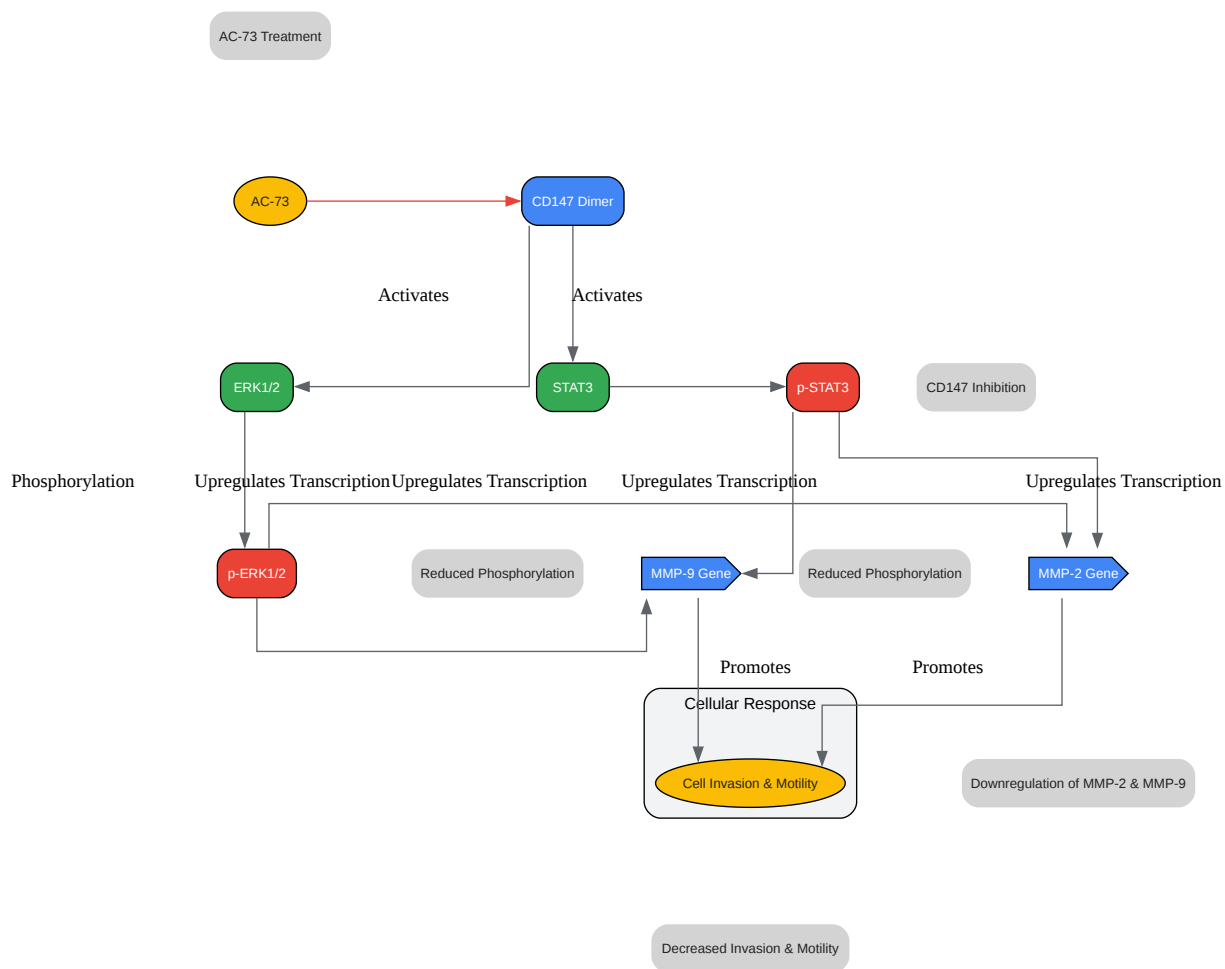 AC-73 Treatment
AC-73
CD147 Dimer
Activates
Activates
ERK1/2
STAT3
p-STAT3
CD147 Inhibition
Phosphorylation
Upregulates Transcription
Upregulates Transcription
Upregulates Transcription
Upregulates Transcription
p-ERK1/2
Reduced Phosphorylation
MMP-9 Gene
Reduced Phosphorylation
MMP-2 Gene
Promotes
Promotes
Cellular Response
Cell Invasion & Motility
Downregulation of MMP-2 & MMP-9
Decreased Invasion & Motility